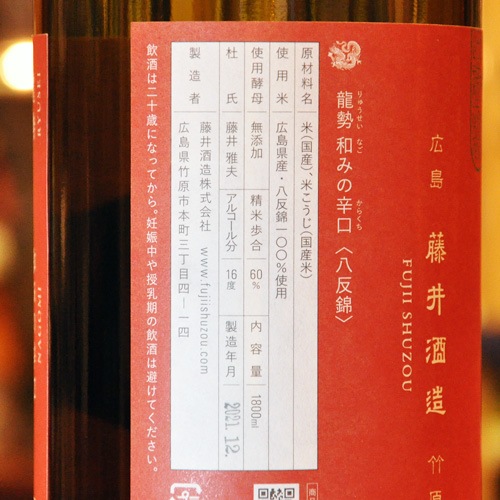 広島 藤井酒造 竹原
FUJII SHUZOU
龍勢 和みの辛口〈八反錦〉
りゅうせい なご からくち
原材料名 米(国産)、米こうじ(国産米)
使用米 広島県産・八反錦一〇〇%使用
使用酵母 無添加 精米歩合 60% 内容量 1800ml
杜氏 藤井 雅夫 アルコール分 16度 製造年月 2021.12.
製造者 藤井酒造株式会社 www.fujiishuzou.com
広島県竹原市本町三丁目四ー一四
飲酒は二十歳になってから。妊娠中や授乳期の飲酒は避けてください。